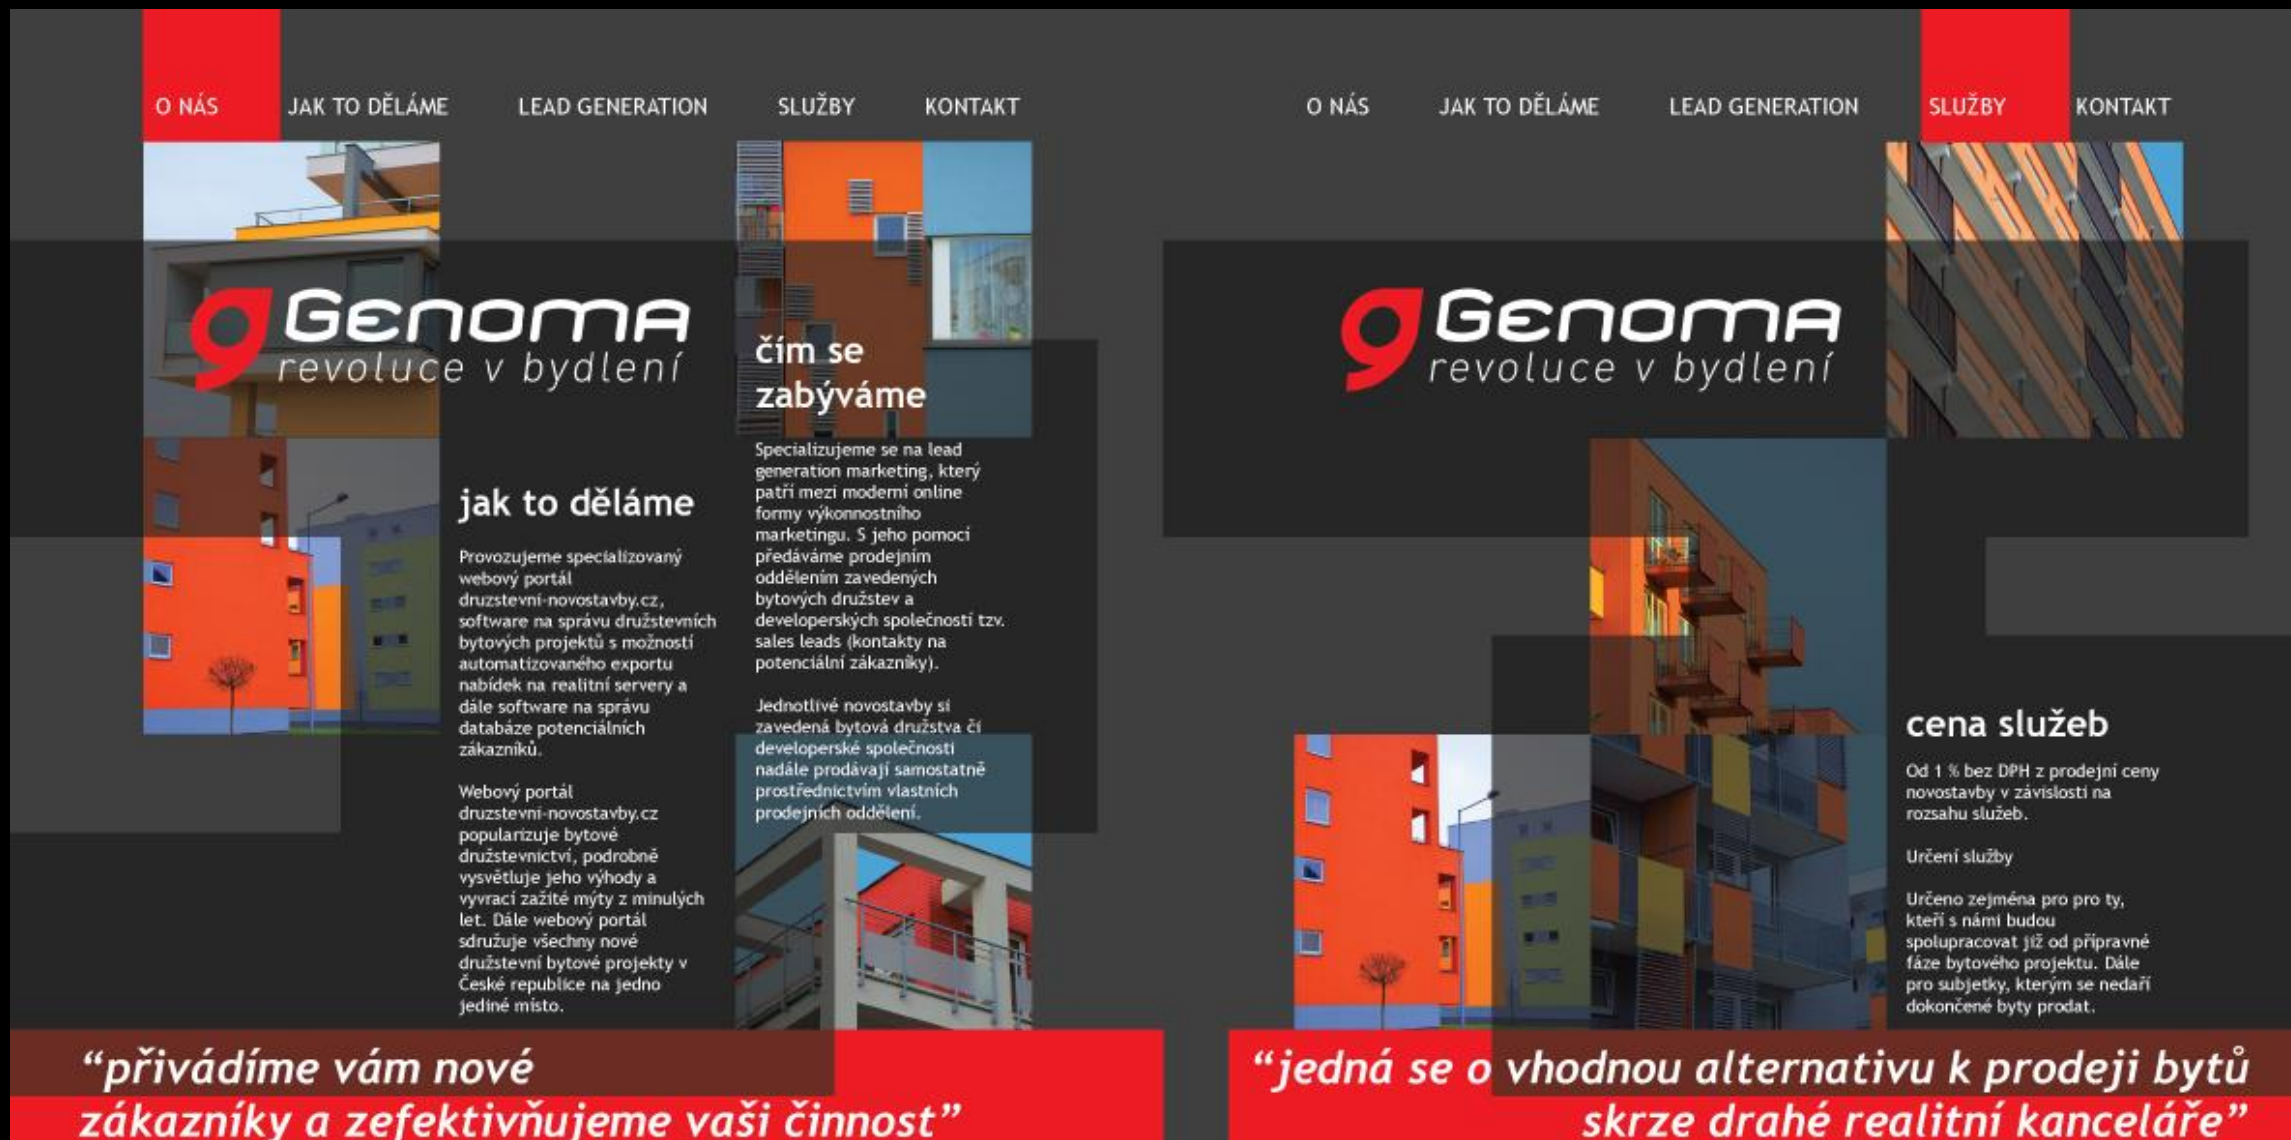 O NÁS
JAK TO DĚLÁME
LEAD GENERATION
SLUŽBY
KONTAKT
GENOMA
revoluce v bydlení
jak to děláme
Provozujeme specializovaný
webový portál
druzstevni-novostavby.cz,
software na správu družstevních
bytových projektů s možností
automatizovaného exportu
nabídek na realitní servery a
dále software na správu
databáze potenciálních
zákazníků.
Webový portál
druzstevni-novostavby.cz
popularizuje bytové
družstevnictví, podrobně
vysvětluje jeho výhody a
vyvrací zažité mýty z minulých
let. Dále webový portál
sdružuje všechny nové
družstevní bytové projekty v
České republice na jedno
jediné místo.
čím se
zabýváme
Specializujeme se na lead
generation marketing, který
patří mezi moderní online
formy výkonnostního
marketingu. S jeho pomocí
předáváme prodejním
oddělením zavedených
bytových družstev a
developerských společností tzv.
sales leads (kontakty na
potenciální zákazníky).
Jednotlivé novostavby si
zavedená bytová družstva či
developerské společnosti
nadále prodávají samostatně
prostřednictvím vlastních
prodejních oddělení.
“přivádíme vám nové
zákazníky a zefektivňujeme vaši činnost”
O NÁS
JAK TO DĚLÁME
LEAD GENERATION
SLUŽBY
KONTAKT
GENOMA
revoluce v bydlení
cena služeb
Od 1 % bez DPH z prodejní ceny
novostavby v závislosti na
rozsahu služeb.
Určení služby
Určeno zejména pro pro ty,
kteří s námi budou
spolupracovat již od přípravné
fáze bytového projektu. Dále
pro subjetky, kterým se nedaří
dokončené byty prodat.
“jedná se o vhodnou alternativu k prodeji bytů
skrze drahé realitní kanceláře”